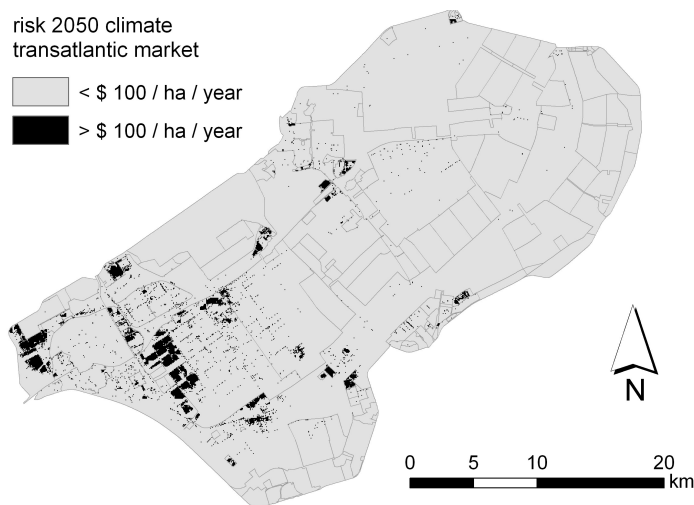 risk 2050 climate
transatlantic market
< $ 100 / ha / year
> $ 100 / ha / year
N
0 5 10 20
km